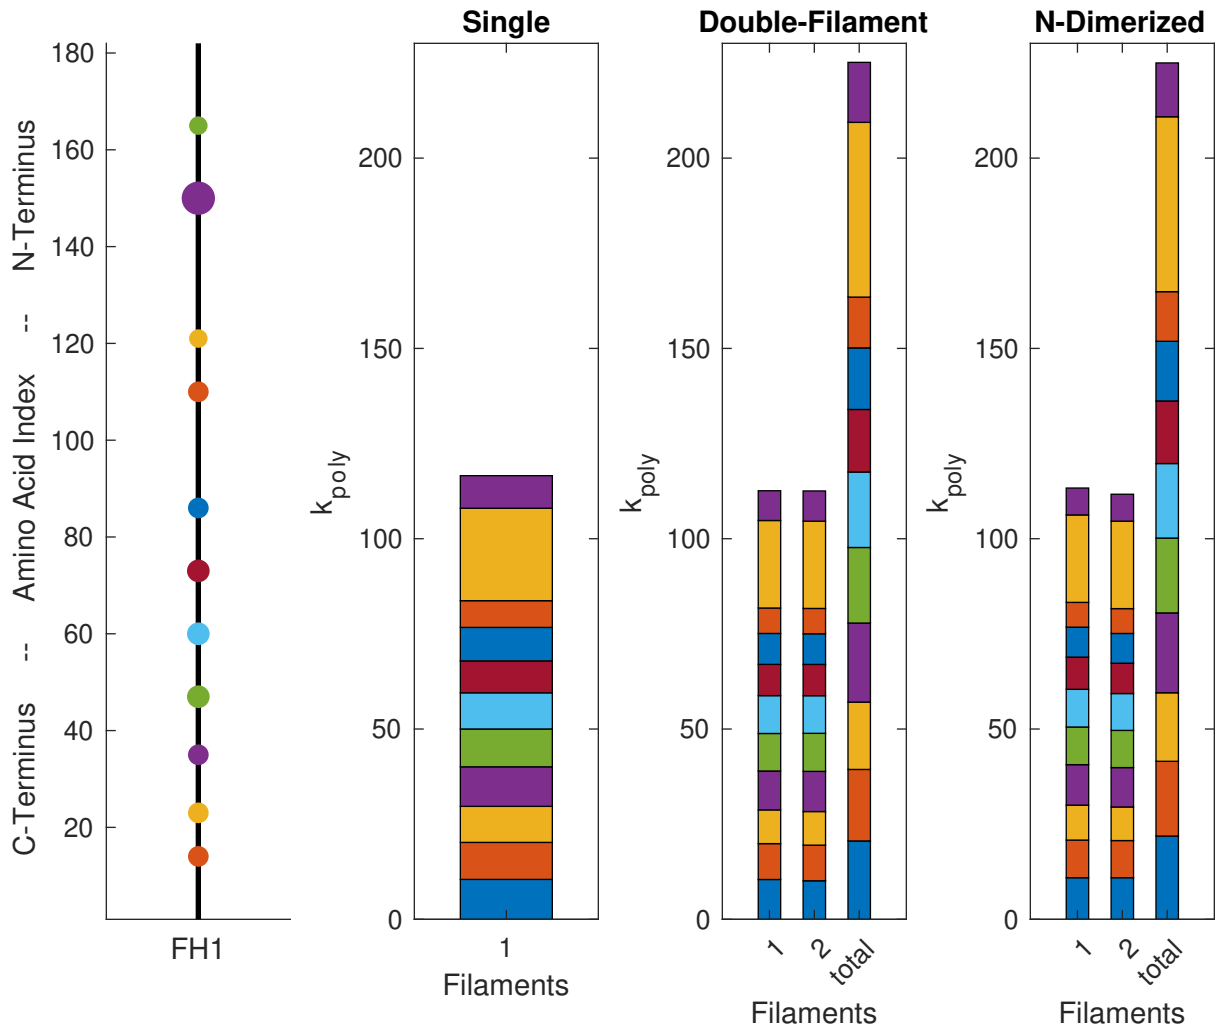 Single
Double-Filament
N-Dimerized
C-Terminus -- Amino Acid Index -- N-Terminus
180
160
140
120
100
80
60
40
20
FH1
k_poly
200
150
100
50
0
1
Filaments
k_poly
200
150
100
50
0
1
2
total
Filaments
k_poly
200
150
100
50
0
1
2
total
Filaments